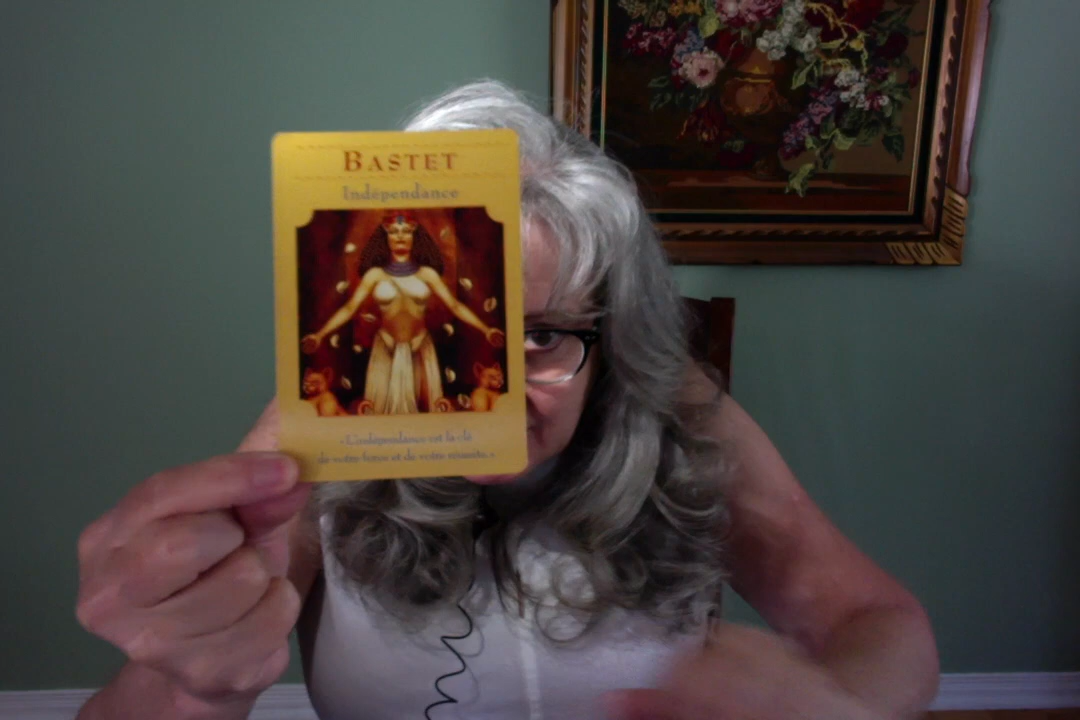 BASTET
Indépendance
«L'indépendance est la clé
de votre force et de votre réussite.»